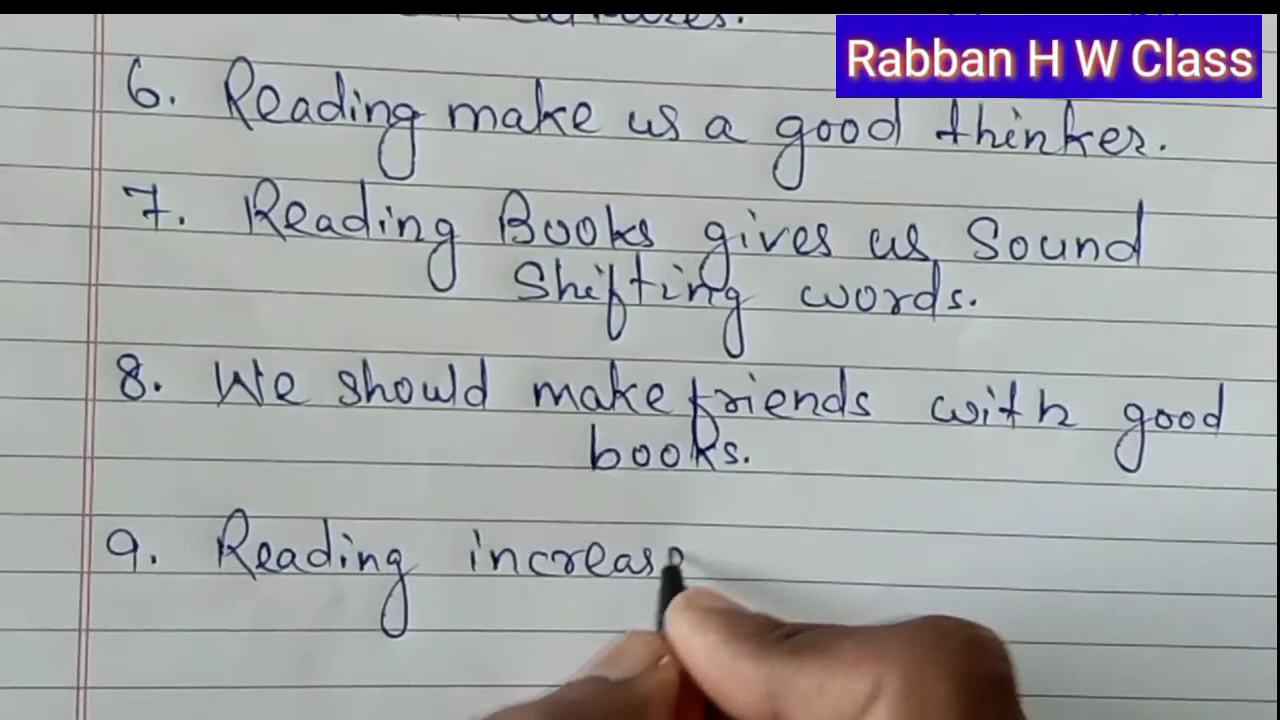 Rabban H W Class
6. Reading make us a good thinker.
7. Reading Books gives us Sound
Shifting words.
8. We should make friends with good
books.
9. Reading increase